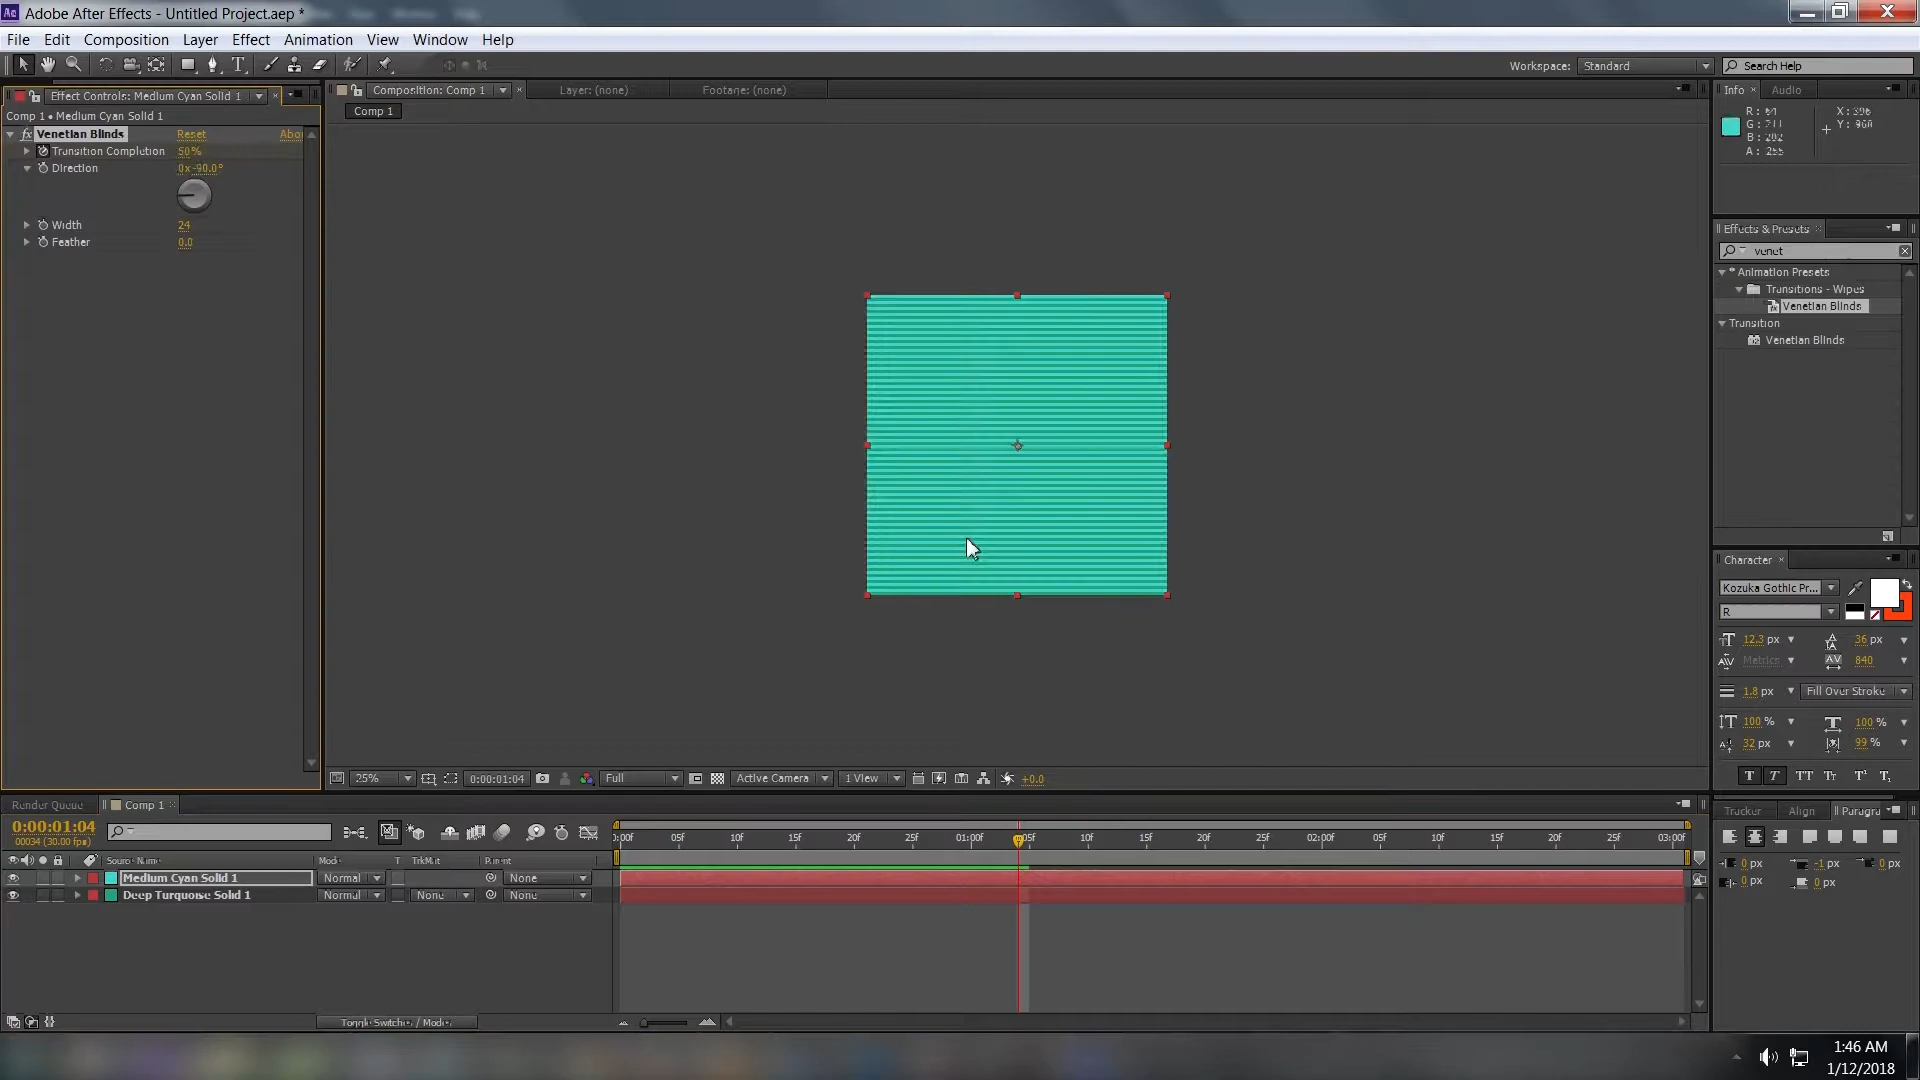 Adobe After Effects - Untitled Project.aep *
File Edit Composition Layer Effect Animation View Window Help
Workspace: Standard Search Help
Effect Controls: Medium Cyan Solid 1
Comp 1 • Medium Cyan Solid 1
Venetian Blinds Reset Abo
Transition Completion 50%
Direction 0x-90.0°
Width 24
Feather 0.0
Composition: Comp 1 Layer: (none) Footage: (none)
Comp 1
25% 0:00:01:04 Full Active Camera 1 View +0.0
Info Audio
R: 64 X: 396
G: 211 Y: 960
B: 202
A: 255
Effects & Presets
venet
* Animation Presets
Transitions - Wipes
Venetian Blinds
Transition
Venetian Blinds
Character
Kozuka Gothic Pr...
R
12.3 px 36 px
Metrics 840
1.8 px Fill Over Stroke
100 % 100 %
32 px 99 %
T T TT Tr T¹ T,
Tracker Align Paragra
0 px -1 px 0 px
0 px 0 px
Render Queue Comp 1
0:00:01:04
00034 (30.00 fps)
:00f 05f 10f 15f 20f 25f 01:00f 05f 10f 15f 20f 25f 02:00f 05f 10f 15f 20f 25f 03:00f
Source Name Mode T TrkMat Parent
Medium Cyan Solid 1 Normal None
Deep Turquoise Solid 1 Normal None None
Toggle Switches / Modes
1:46 AM
1/12/2018